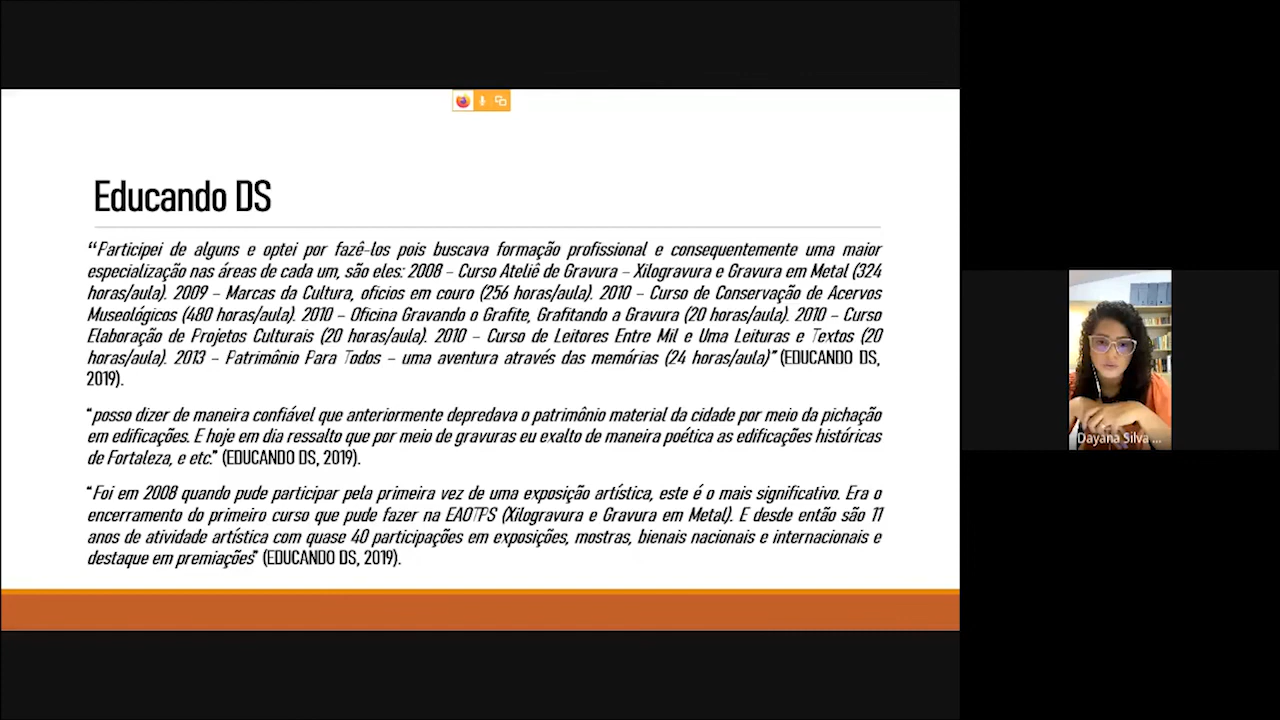 Educando DS
“Participei de alguns e optei por fazê-los pois buscava formação profissional e consequentemente uma maior
especialização nas áreas de cada um, são eles: 2008 – Curso Ateliê de Gravura – Xilogravura e Gravura em Metal (324
horas/aula). 2009 – Marcas da Cultura, ofícios em couro (256 horas/aula). 2010 – Curso de Conservação de Acervos
Museológicos (480 horas/aula). 2010 – Oficina Gravando o Grafite, Grafitando a Gravura (20 horas/aula). 2010 – Curso
Elaboração de Projetos Culturais (20 horas/aula). 2010 – Curso de Leitores Entre Mil e Uma Leituras e Textos (20
horas/aula). 2013 – Patrimônio Para Todos – uma aventura através das memórias (24 horas/aula)” (EDUCANDO DS,
2019).
“posso dizer de maneira confiável que anteriormente depredava o patrimônio material da cidade por meio da pichação
em edificações. E hoje em dia ressalto que por meio de gravuras eu exalto de maneira poética as edificações históricas
de Fortaleza, e etc.” (EDUCANDO DS, 2019).
“Foi em 2008 quando pude participar pela primeira vez de uma exposição artística, este é o mais significativo. Era o
encerramento do primeiro curso que pude fazer na EAOTPS (Xilogravura e Gravura em Metal). E desde então são 11
anos de atividade artística com quase 40 participações em exposições, mostras, bienais nacionais e internacionais e
destaque em premiações” (EDUCANDO DS, 2019).
Dayana Silva ...